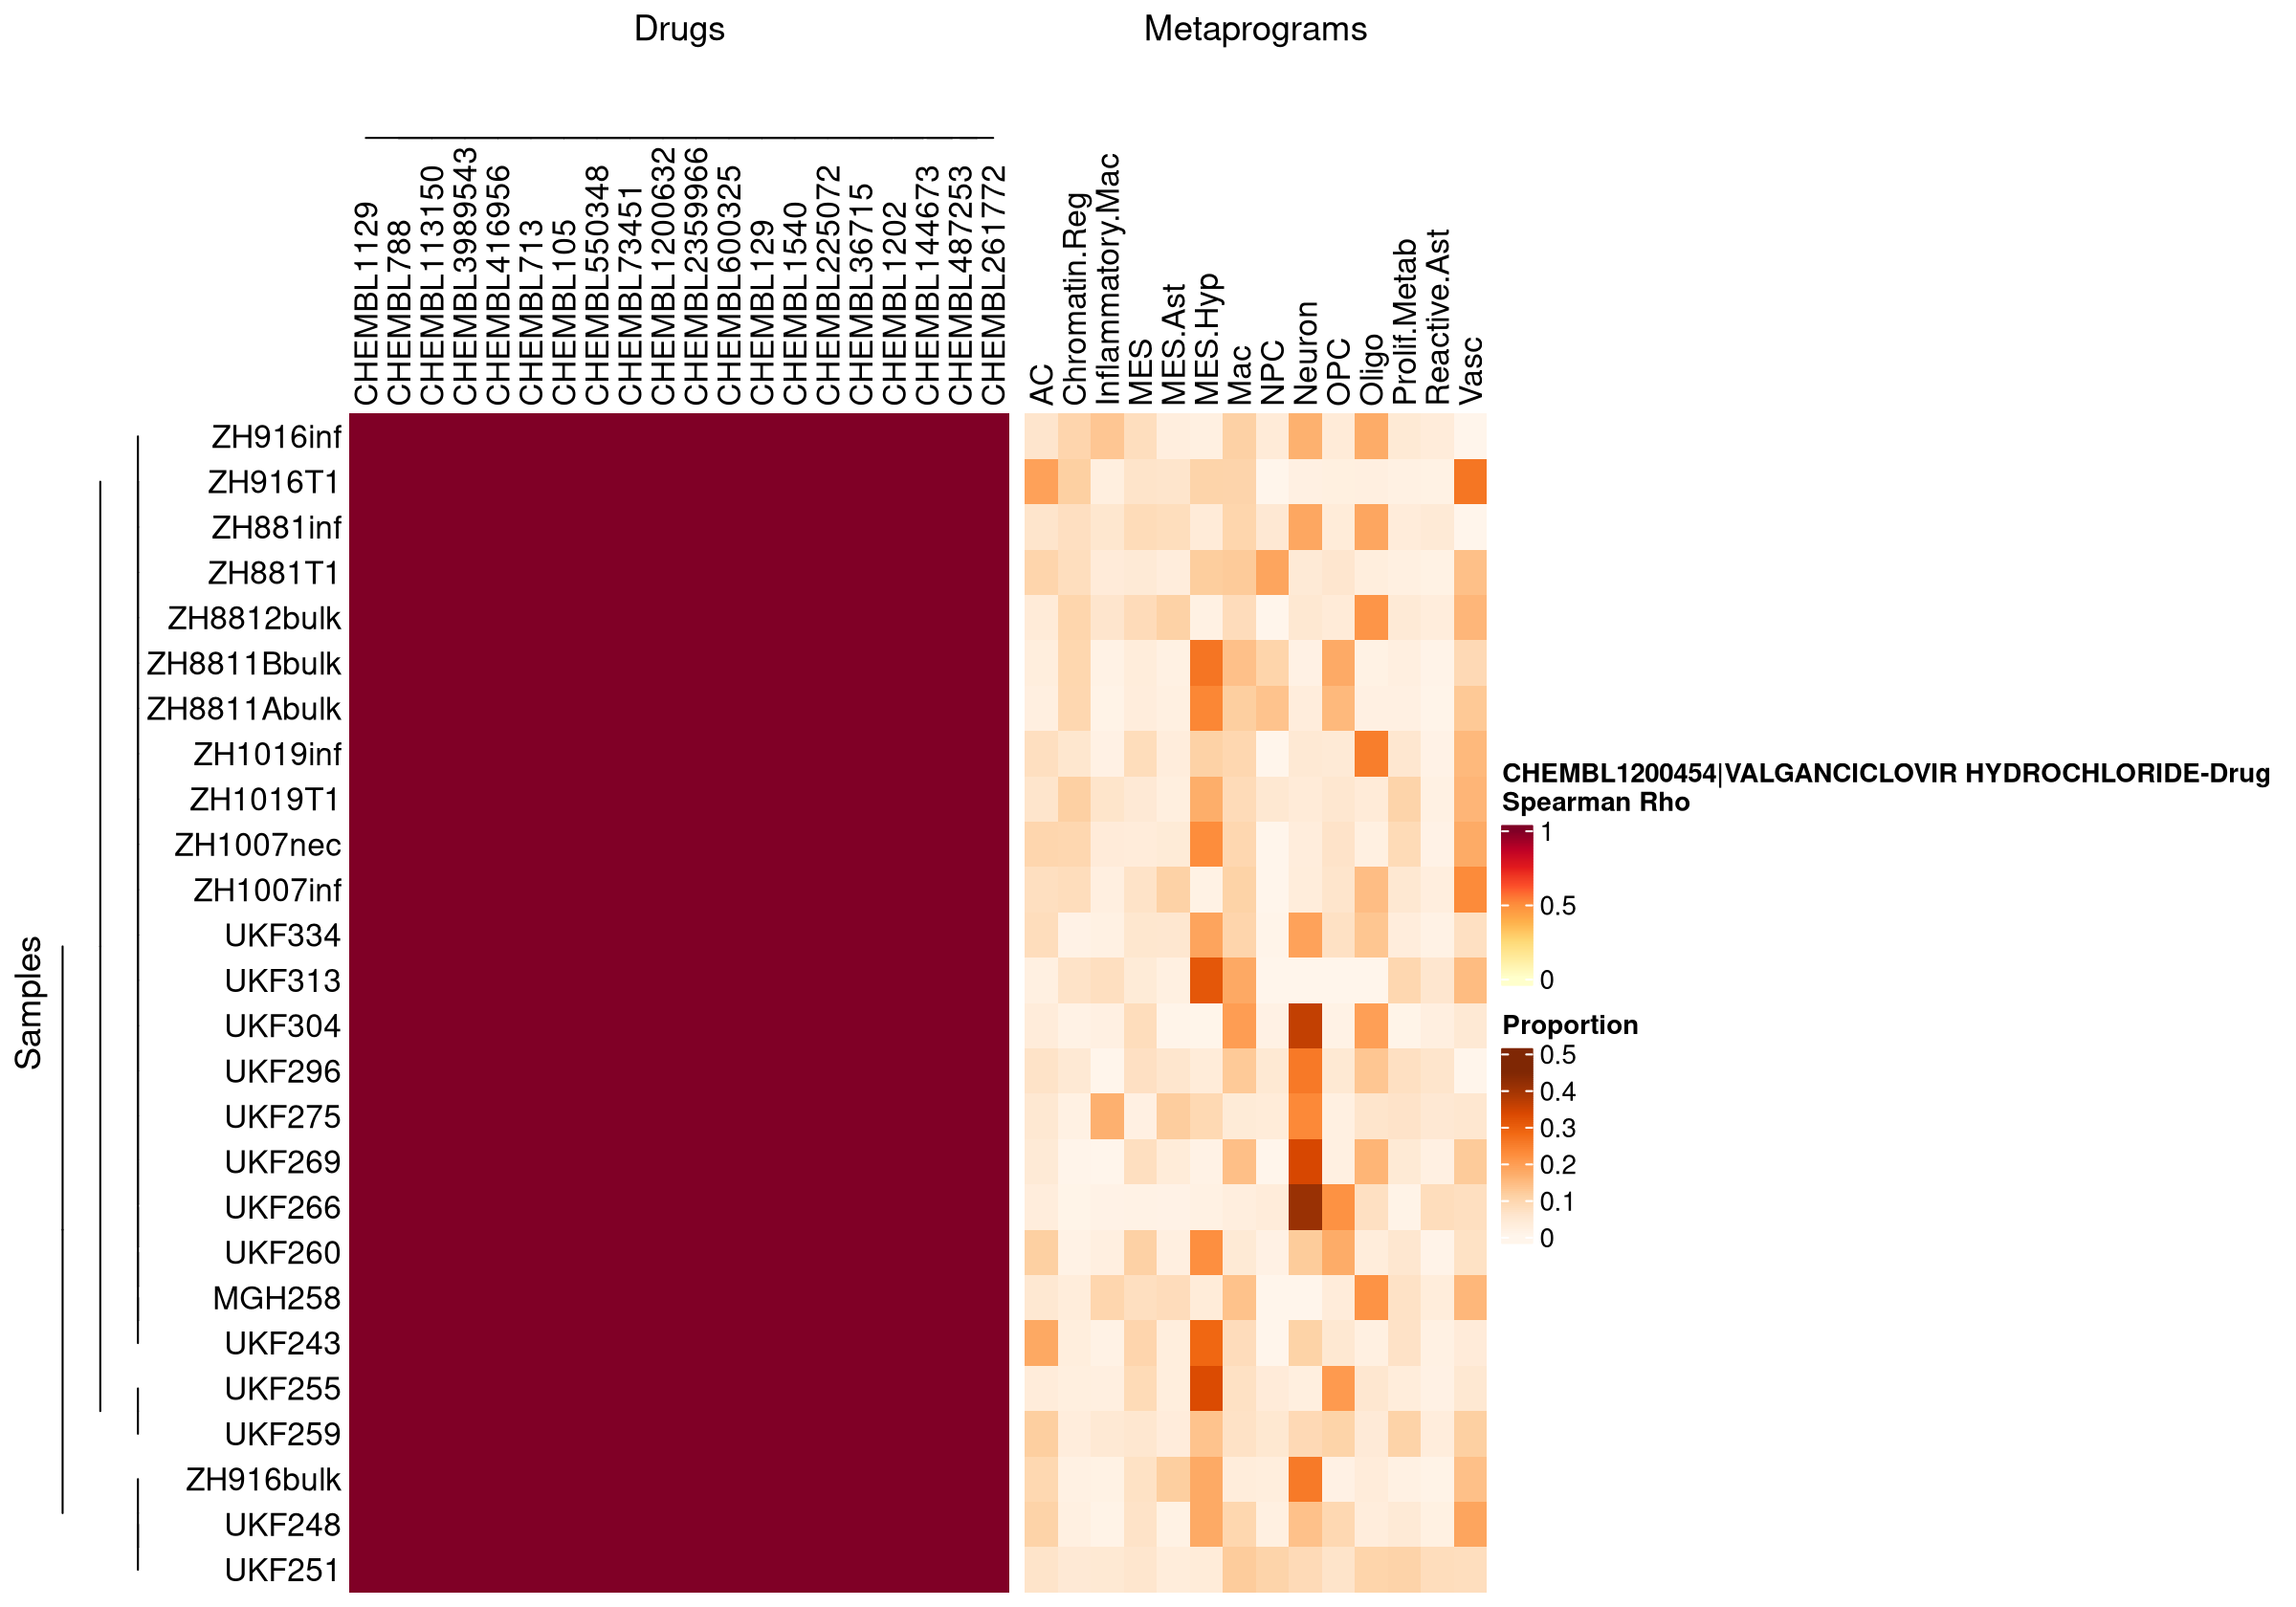 Drugs
Metaprograms
CHEMBL1129
CHEMBL788
CHEMBL113150
CHEMBL3989543
CHEMBL416956
CHEMBL713
CHEMBL105
CHEMBL550348
CHEMBL73451
CHEMBL1200632
CHEMBL2359966
CHEMBL600325
CHEMBL129
CHEMBL1540
CHEMBL225072
CHEMBL36715
CHEMBL1202
CHEMBL144673
CHEMBL487253
CHEMBL261772
AC
Chromatin.Reg
Inflammatory.Mac
MES
MES.Ast
MES.Hyp
Mac
NPC
Neuron
OPC
Oligo
Prolif.Metab
Reactive.Ast
Vasc
Samples
ZH916inf
ZH916T1
ZH881inf
ZH881T1
ZH8812bulk
ZH8811Bbulk
ZH8811Abulk
ZH1019inf
ZH1019T1
ZH1007nec
ZH1007inf
UKF334
UKF313
UKF304
UKF296
UKF275
UKF269
UKF266
UKF260
MGH258
UKF243
UKF255
UKF259
ZH916bulk
UKF248
UKF251
CHEMBL1200454|VALGANCICLOVIR HYDROCHLORIDE-Drug
Spearman Rho
1
0.5
0
Proportion
0.5
0.4
0.3
0.2
0.1
0